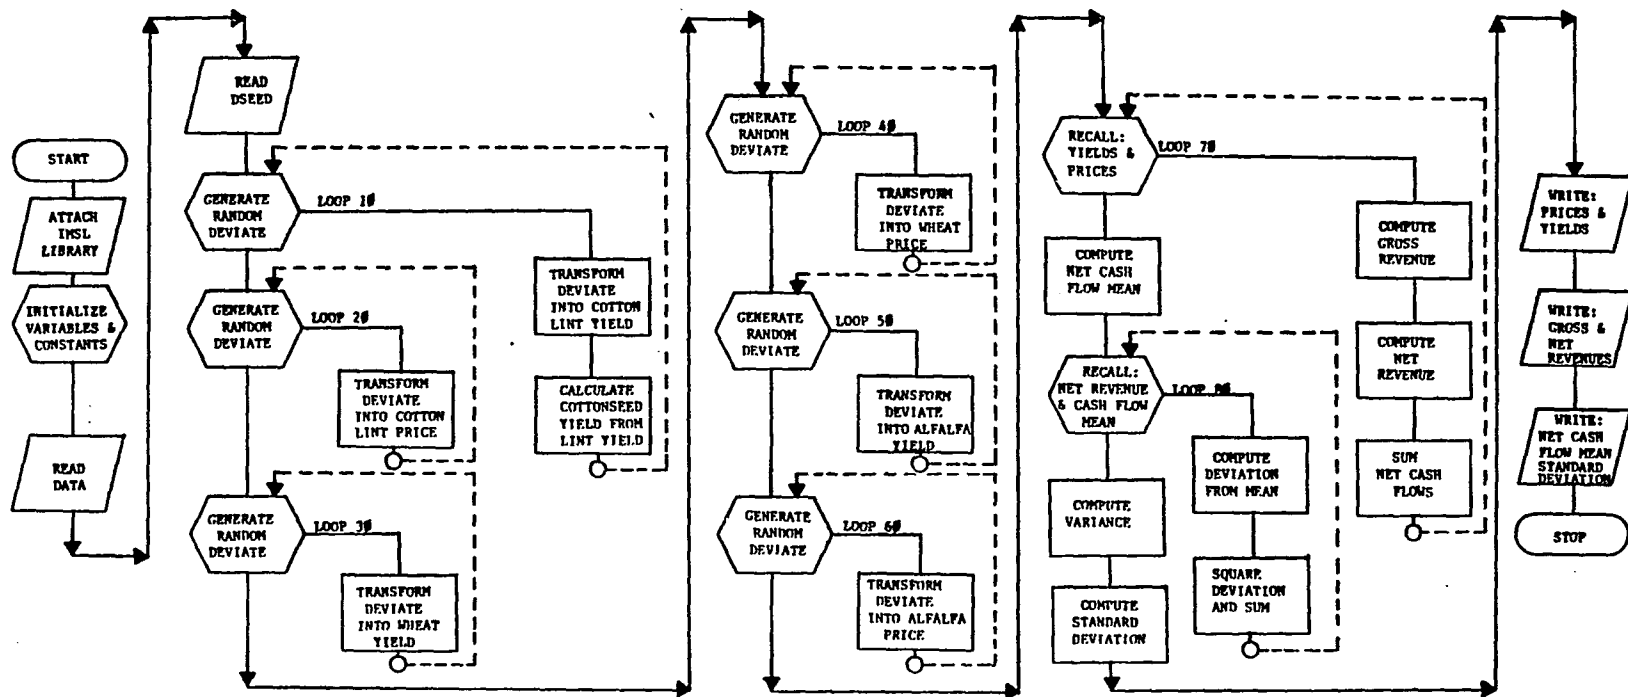 START
ATTACH
IMSL
LIBRARY
INITIALIZE
VARIABLES &
CONSTANTS
READ
DATA
READ
DSEED
GENERATE
RANDOM
DEVIATE
LOOP 10
TRANSFORM
DEVIATE
INTO COTTON
LINT YIELD
CALCULATE
COTTONSEED
YIELD FROM
LINT YIELD
GENERATE
RANDOM
DEVIATE
LOOP 20
TRANSFORM
DEVIATE
INTO COTTON
LINT PRICE
GENERATE
RANDOM
DEVIATE
LOOP 30
TRANSFORM
DEVIATE
INTO WHEAT
YIELD
GENERATE
RANDOM
DEVIATE
LOOP 40
TRANSFORM
DEVIATE
INTO WHEAT
PRICE
GENERATE
RANDOM
DEVIATE
LOOP 50
TRANSFORM
DEVIATE
INTO ALFALFA
YIELD
GENERATE
RANDOM
DEVIATE
LOOP 60
TRANSFORM
DEVIATE
INTO ALFALFA
PRICE
RECALL:
YIELDS &
PRICES
LOOP 70
COMPUTE
GROSS
REVENUE
COMPUTE
NET
REVENUE
SUM
NET CASH
FLOWS
COMPUTE
NET CASH
FLOW MEAN
RECALL:
NET REVENUE
& CASH FLOW
MEAN
LOOP 80
COMPUTE
DEVIATION
FROM MEAN
SQUARE
DEVIATION
AND SUM
COMPUTE
VARIANCE
COMPUTE
STANDARD
DEVIATION
WRITE:
PRICES &
YIELDS
WRITE:
GROSS &
NET
REVENUES
WRITE:
NET CASH
FLOW MEAN
STANDARD
DEVIATION
STOP